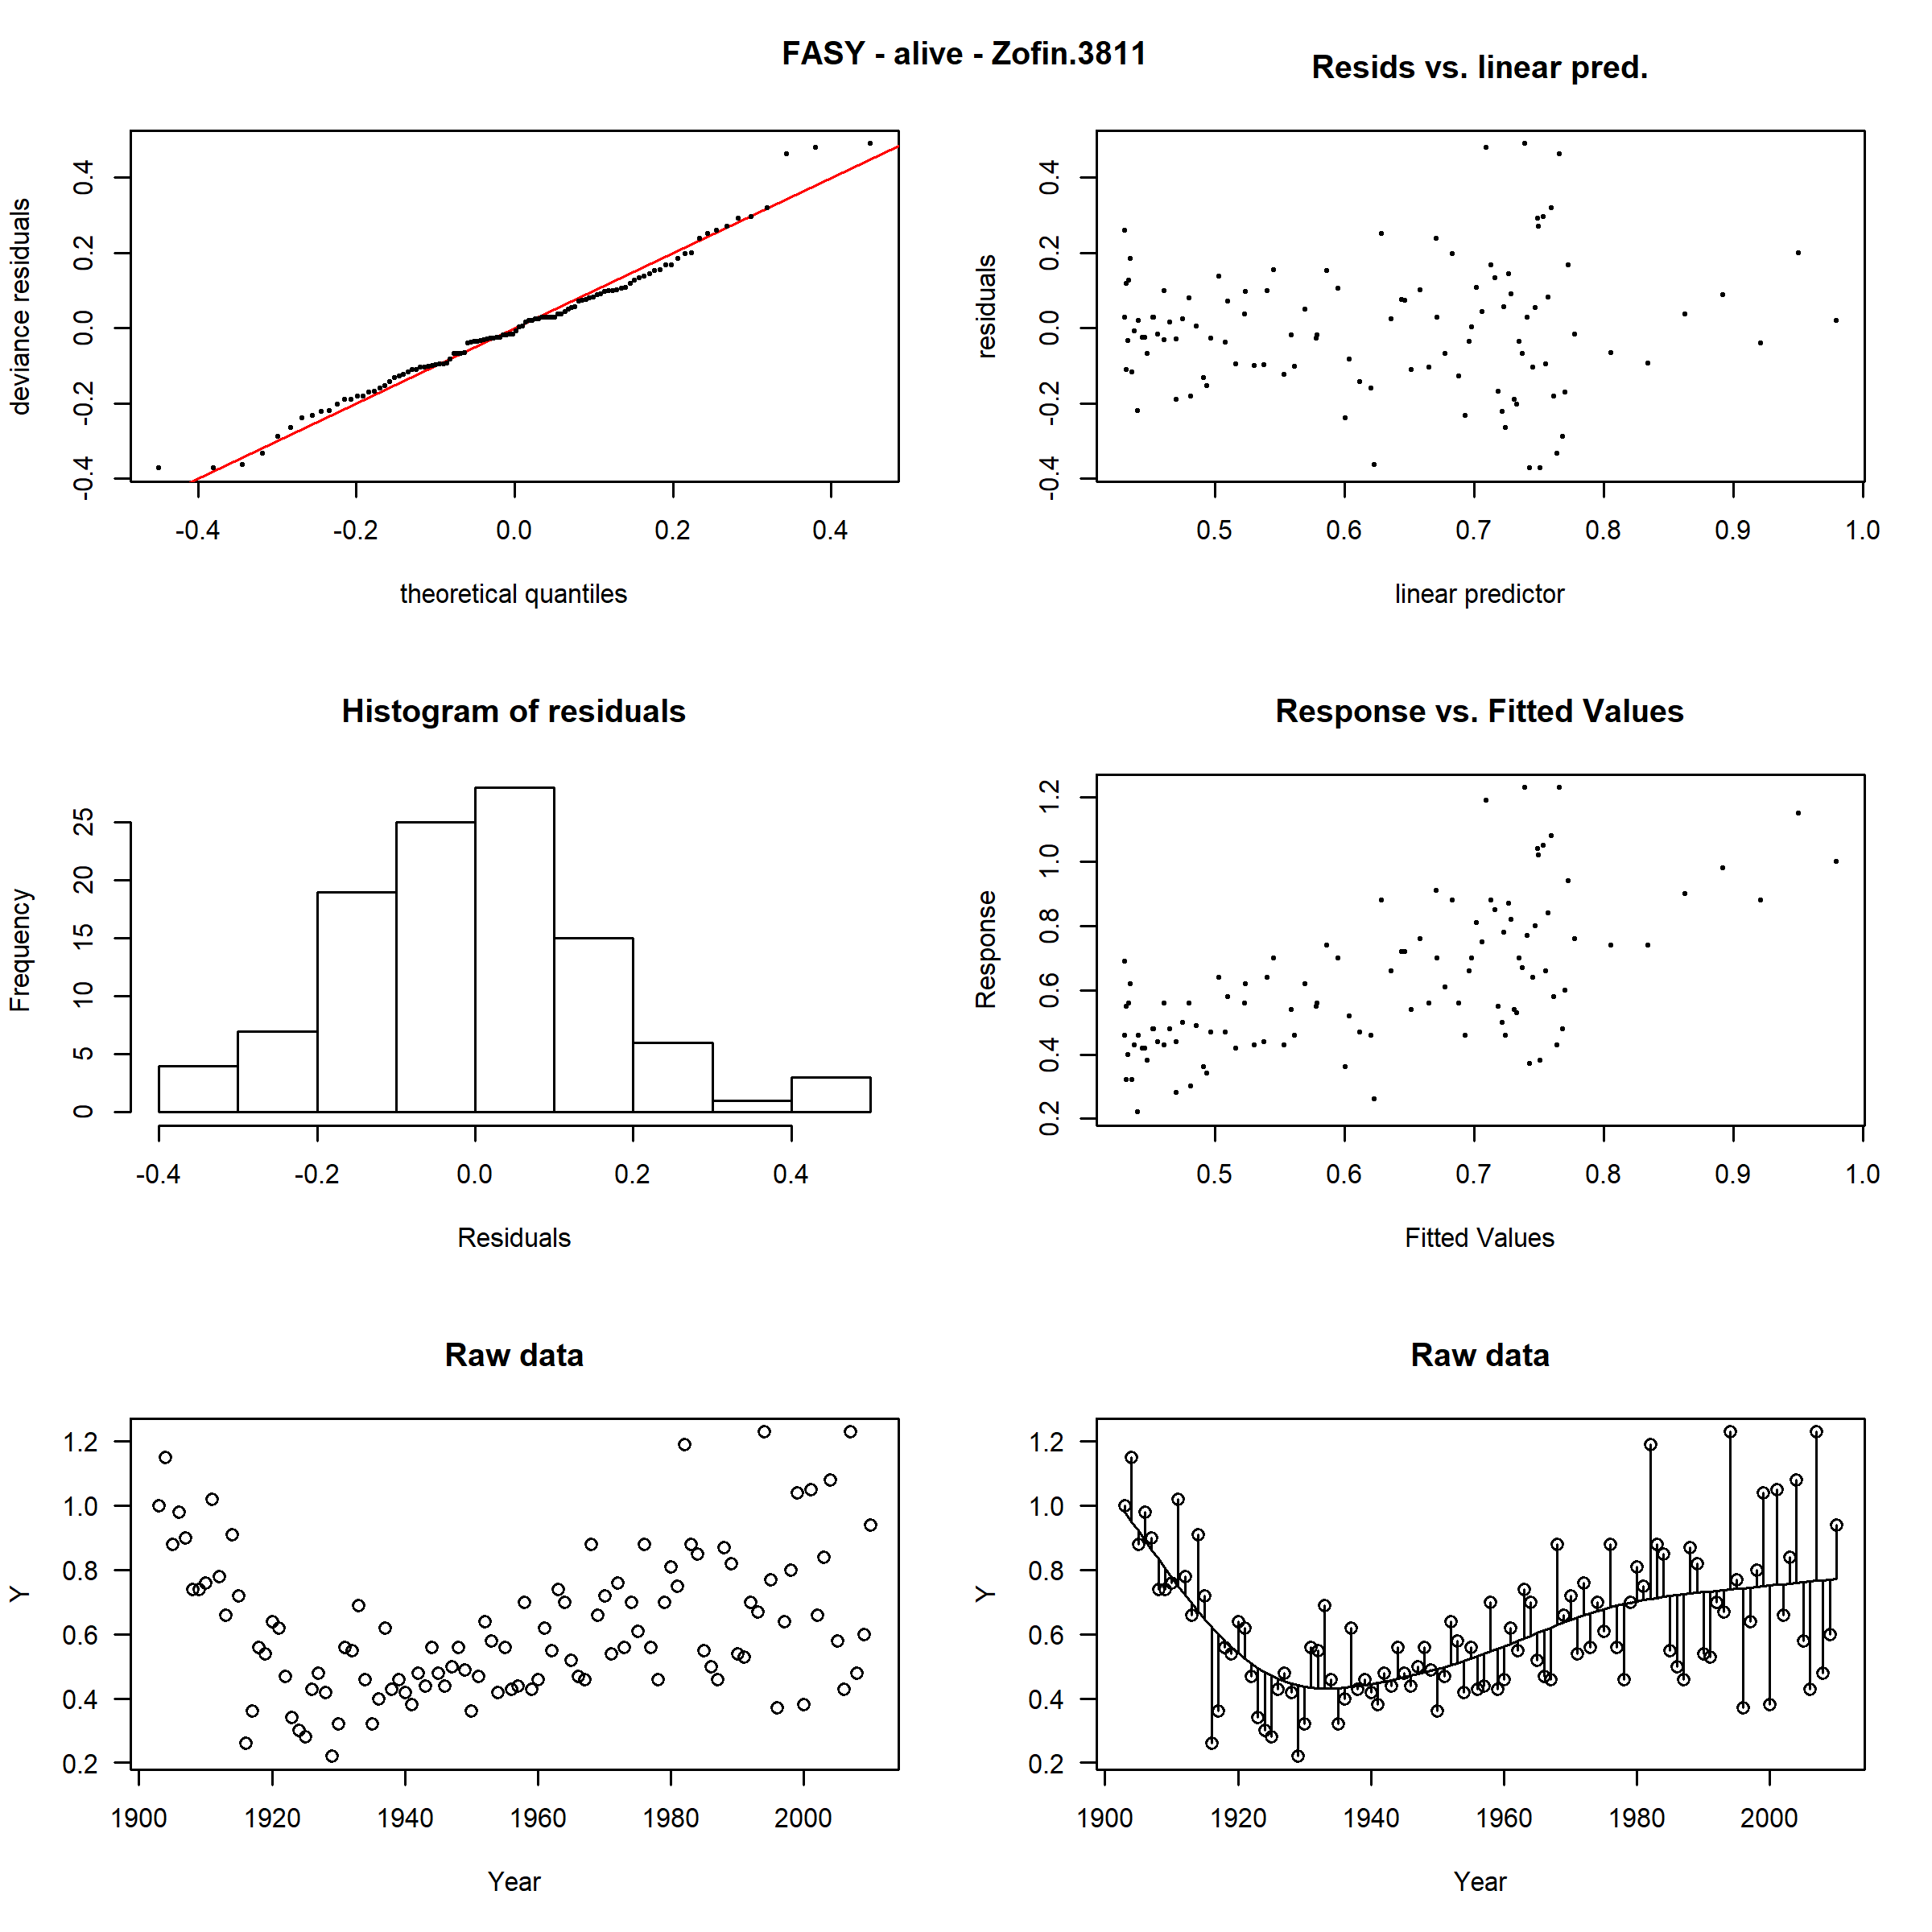 FASY - alive - Zofin.3811
deviance residuals
0.4
0.2
0.0
-0.2
-0.4
-0.4 -0.2 0.0 0.2 0.4
theoretical quantiles
Resids vs. linear pred.
residuals
0.4
0.2
0.0
-0.2
-0.4
0.5 0.6 0.7 0.8 0.9 1.0
linear predictor
Histogram of residuals
Frequency
25
20
15
10
5
0
-0.4 -0.2 0.0 0.2 0.4
Residuals
Response vs. Fitted Values
Response
1.2
1.0
0.8
0.6
0.4
0.2
0.5 0.6 0.7 0.8 0.9 1.0
Fitted Values
Raw data
Y
1.2
1.0
0.8
0.6
0.4
0.2
1900 1920 1940 1960 1980 2000
Year
Raw data
Y
1.2
1.0
0.8
0.6
0.4
0.2
1900 1920 1940 1960 1980 2000
Year